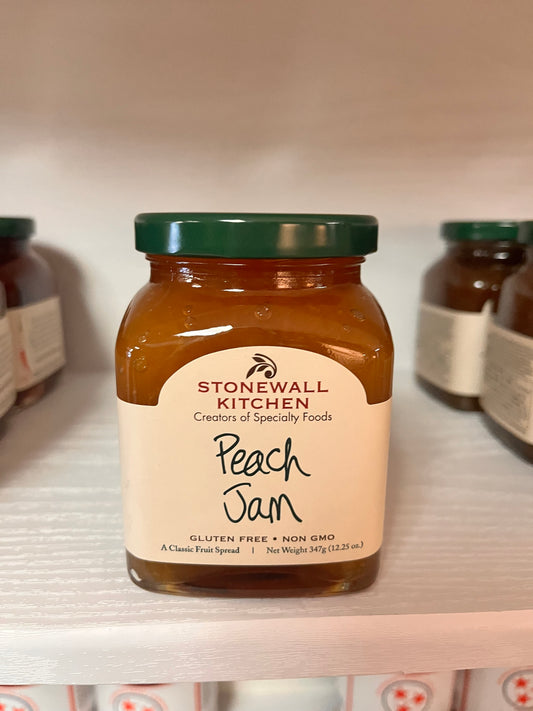 STONEWALL
KITCHEN
Creators of Specialty Foods
Peach
Jam
GLUTEN FREE • NON GMO
A Classic Fruit Spread | Net Weight 347g (12.25 oz.)